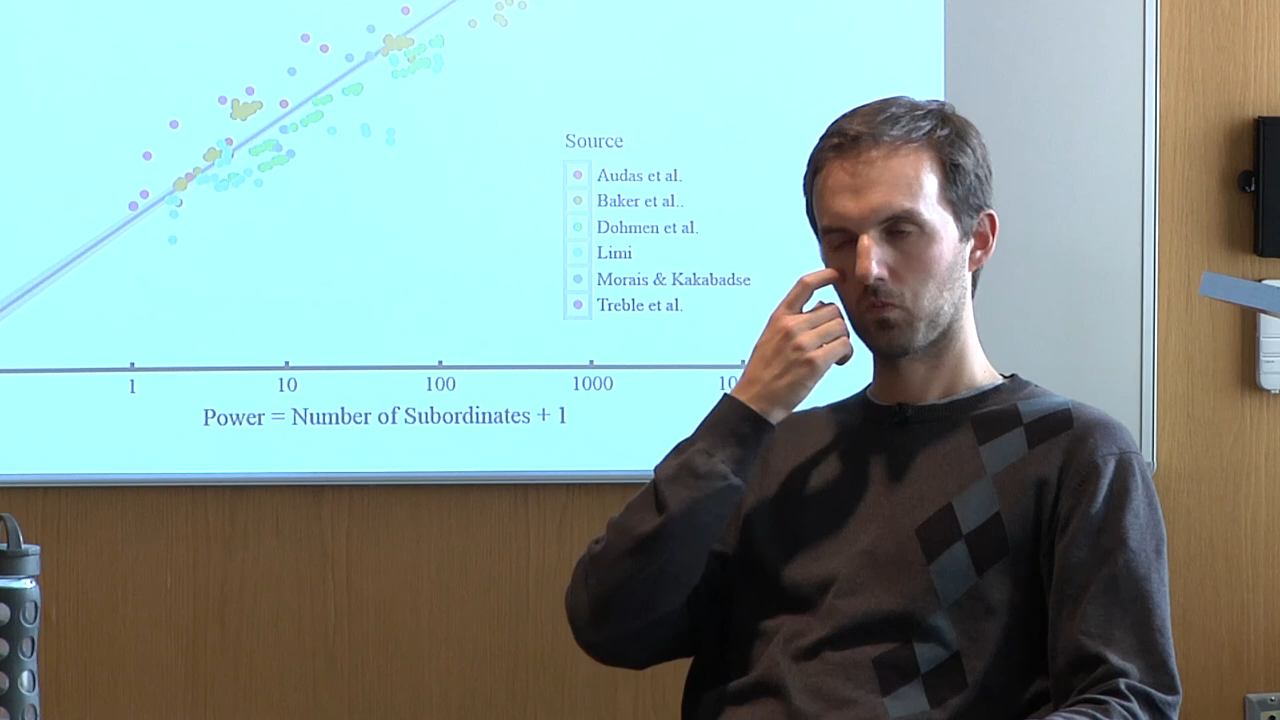 Source
Audas et al.
Baker et al..
Dohmen et al.
Limi
Morais & Kakabadse
Treble et al.
1 10 100 1000
Power = Number of Subordinates + 1